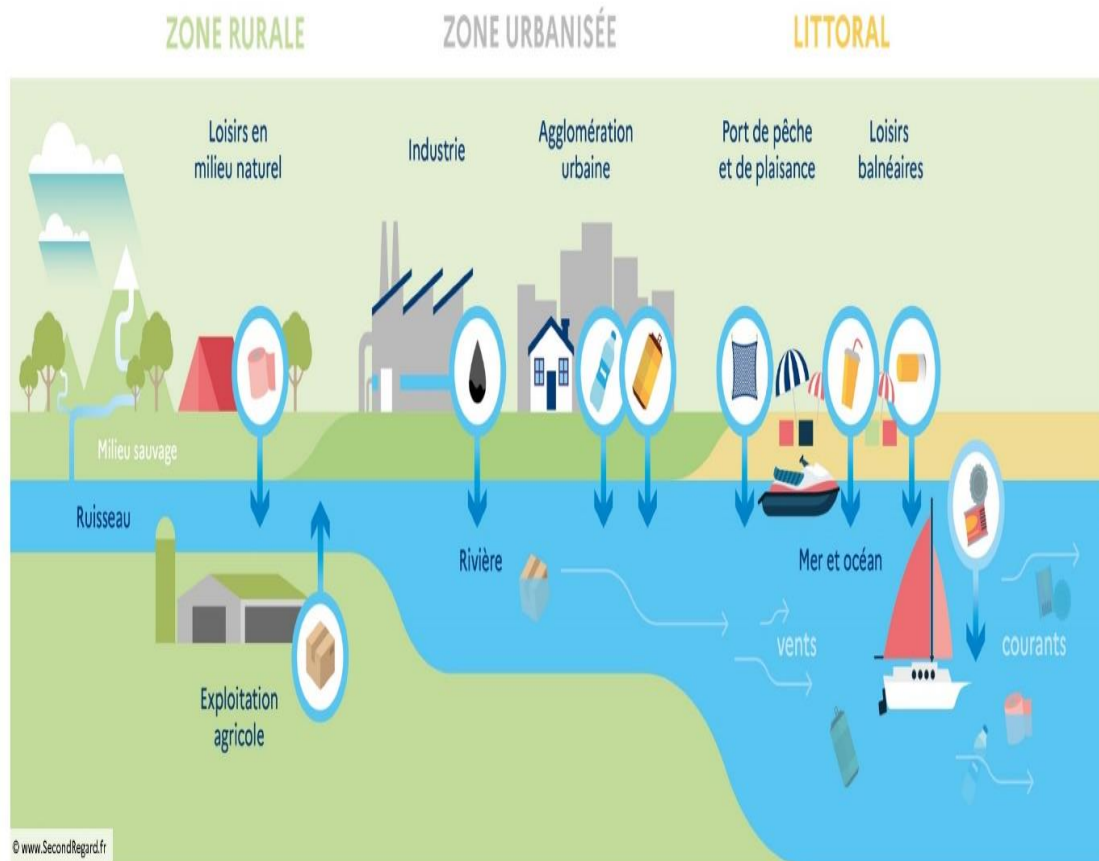 ZONE RURALE
ZONE URBANISÉE
LITTORAL
Loisirs en
milieu naturel
Industrie
Agglomération
urbaine
Port de pêche
et de plaisance
Loisirs
balnéaires
Milieu sauvage
Ruisseau
Rivière
Mer et océan
vents
courants
Exploitation
agricole
© www.SecondRegard.fr